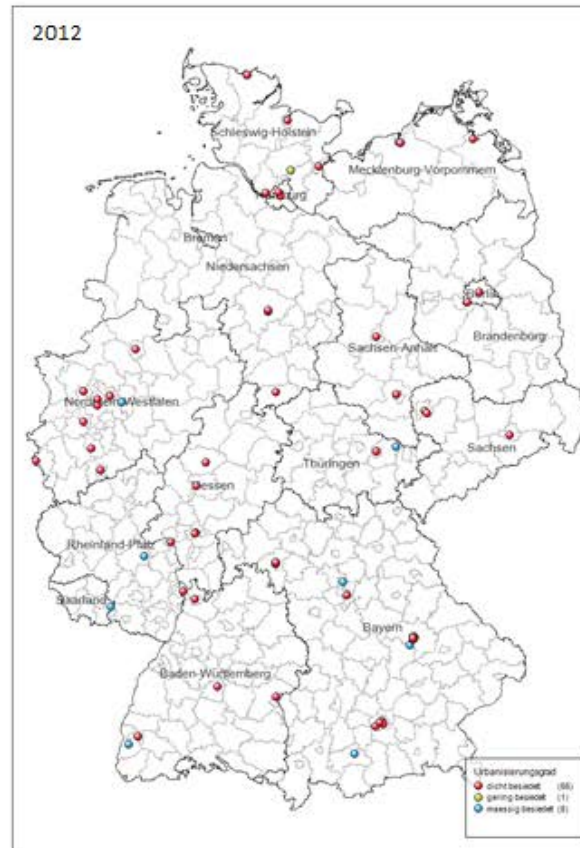 2012
Schleswig-Holstein
Mecklenburg-Vorpommern
Bremen
Niedersachsen
Brandenburg
Sachsen-Anhalt
Nordrhein-Westfalen
Sachsen
Thüringen
Hessen
Rheinland-Pfalz
Saarland
Bayern
Baden-Württemberg
Urbanisierungsgrad
dicht besiedelt (66)
gering besiedelt (1)
maessig besiedelt (8)